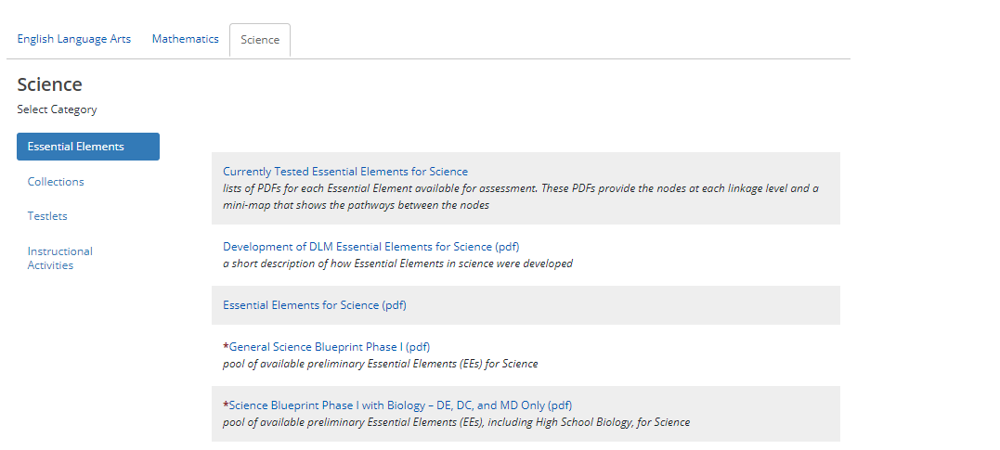 English Language Arts
Mathematics
Science
Science
Select Category
Essential Elements
Collections
Testlets
Instructional
Activities
Currently Tested Essential Elements for Science
lists of PDFs for each Essential Element available for assessment. These PDFs provide the nodes at each linkage level and a
mini-map that shows the pathways between the nodes
Development of DLM Essential Elements for Science (pdf)
a short description of how Essential Elements in science were developed
Essential Elements for Science (pdf)
*General Science Blueprint Phase I (pdf)
pool of available preliminary Essential Elements (EEs) for Science
*Science Blueprint Phase I with Biology – DE, DC, and MD Only (pdf)
pool of available preliminary Essential Elements (EEs), including High School Biology, for Science